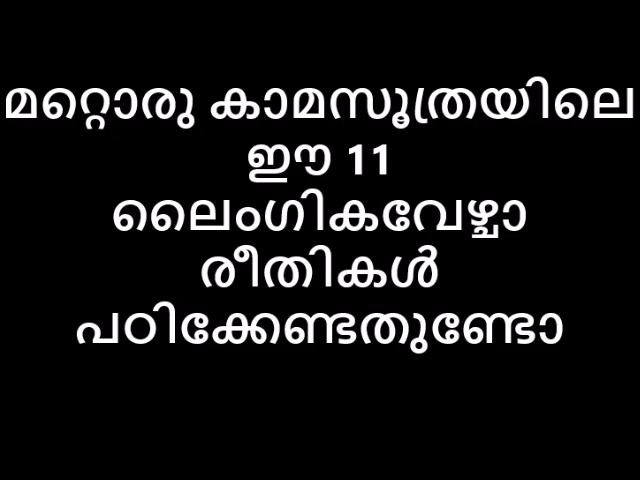 മറ്റൊരു കാമസൂത്രയിലെ
ഈ 11
ലൈംഗികവേഴ്ചാ
രീതികൾ
പഠിക്കേണ്ടതുണ്ടോ